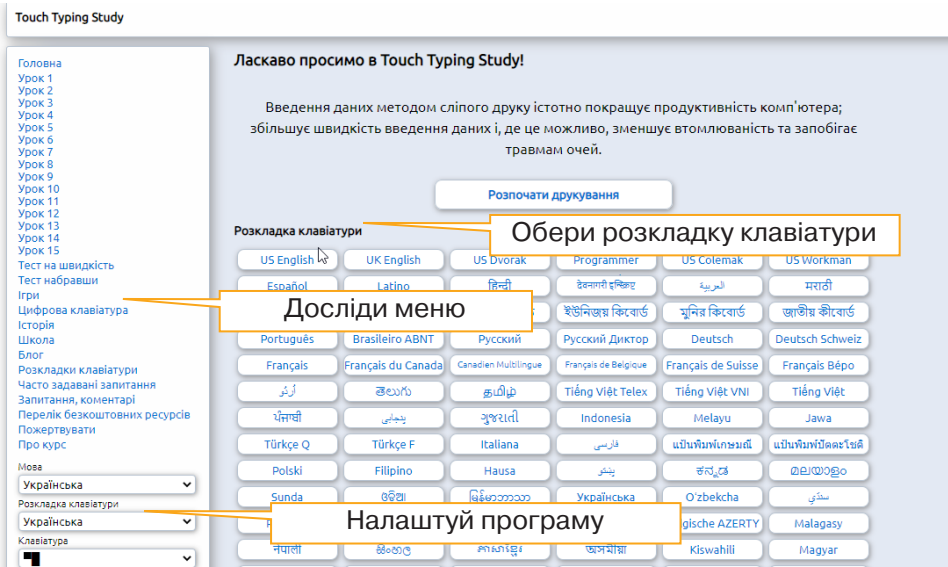 Touch Typing Study
Головна
Урок 1
Урок 2
Урок 3
Урок 4
Урок 5
Урок 6
Урок 7
Урок 8
Урок 9
Урок 10
Урок 11
Урок 12
Урок 13
Урок 14
Урок 15
Тест на швидкість
Тест набравши
Ігри
Цифрова клавіатура
Історія
Школа
Блог
Розкладки клавіатури
Часто задавані запитання
Запитання, коментарі
Перелік безкоштовних ресурсів
Пожертвувати
Про курс
Мова
Українська
Розкладка клавіатури
Українська
Клавіатура
Ласкаво просимо в Touch Typing Study!
Введення даних методом сліпого друку істотно покращує продуктивність комп'ютера;
збільшує швидкість введення даних і, де це можливо, зменшує втомлюваність та запобігає
травмам очей.
Розпочати друкування
Розкладка клавіатури
Обери розкладку клавіатури
US English UK English US Dvorak Programmer US Colemak US Workman
Español Latino हिन्दी देवनागरी इन्स्क्रिप्ट العربية मराठी
Досліди меню
ইউনিজয় কিবোর্ড মুনির কিবোর্ড জাতীয় কীবোর্ড
Português Brasileiro ABNT Русский Русский Диктор Deutsch Deutsch Schweiz
Français Français du Canada Canadien Multilingue Français de Belgique Français de Suisse Français Bépo
اُردُو తెలుగు தமிழ் Tiếng Việt Telex Tiếng Việt VNI Tiếng Việt
ਪੰਜਾਬੀ پنجابی ગુજરાતી Indonesia Melayu Jawa
Türkçe Q Türkçe F Italiana فارسی แป้นพิมพ์เกษมณี แป้นพิมพ์ปัตตะโชติ
Polski Filipino Hausa پښتو ಕನ್ನಡ മലയാളം
Sunda ଓଡ଼ିଆ မြန်မာဘာသာ Українська O'zbekcha سنڌي
Налаштуй програму
gische AZERTY Malagasy
नेपाली සිංහල ភាសាខ្មែរ অসমীয়া Kiswahili Magyar